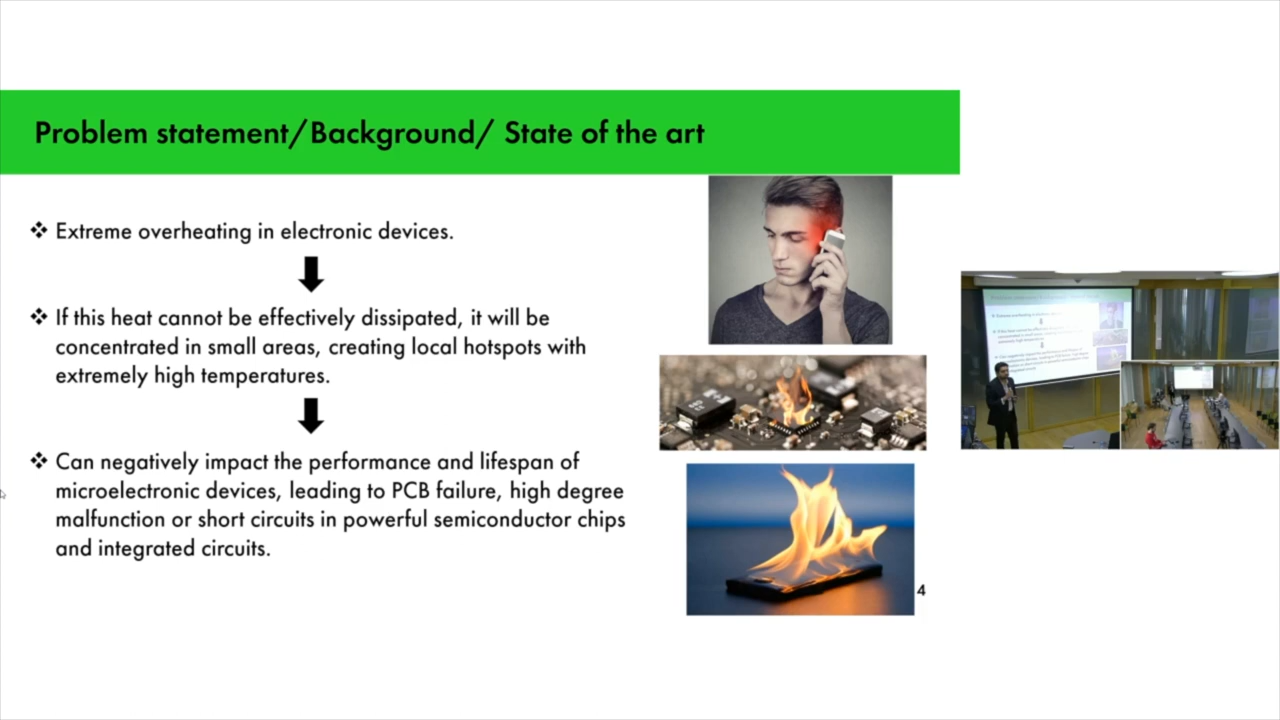 Problem statement/Background/ State of the art
❖ Extreme overheating in electronic devices.
❖ If this heat cannot be effectively dissipated, it will be
concentrated in small areas, creating local hotspots with
extremely high temperatures.
❖ Can negatively impact the performance and lifespan of
microelectronic devices, leading to PCB failure, high degree
malfunction or short circuits in powerful semiconductor chips
and integrated circuits.
4